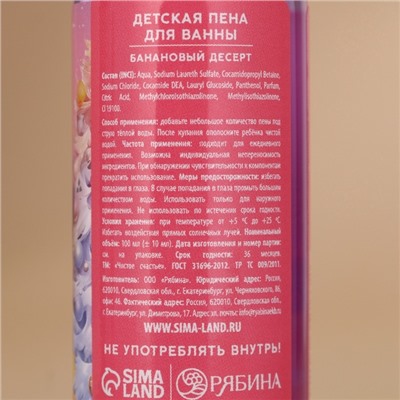 ДЕТСКАЯ ПЕНА
ДЛЯ ВАННЫ
БАНАНОВЫЙ ДЕСЕРТ
Состав (INCI): Aqua, Sodium Laureth Sulfate, Cocamidopropyl Betaine,
Sodium Chloride, Cocamide DEA, Lauryl Glucoside, Panthenol, Parfum,
Citric Acid, Methylchloroisothiazolinone, Methylisothiazolinone,
CI 19140.
Способ применения: добавьте небольшое количество пены под
струи тёплой воды. После купания ополосните ребёнка чистой
водой. Частота применения: подходит для ежедневного
применения. Возможна индивидуальная непереносимость
ингредиентов. При обнаружении чувствительности к компонентам
прекратить использование. Меры предосторожности: избегать
попадания в глаза. В случае попадания в глаза промыть большим
количеством воды. Использовать только для наружного
применения. Не использовать по истечении срока годности.
Условия хранения: при температуре от +5 °С до +25 °С.
Избегать воздействия прямых солнечных лучей. Номинальный
объём: 100 мл (± 10 мл). Дата изготовления и номер партии:
см. на упаковке. Срок годности: 36 месяцев.
ТМ: «Чистое счастье». ГОСТ 31696-2012. ТР ТС 009/2011.
Изготовитель: ООО «Рябина». Юридический адрес: Россия,
620010, Свердловская обл., г. Екатеринбург, ул. Черняховского, 86,
офис 46. Фактический адрес: Россия, 620010, Свердловская обл.,
г. Екатеринбург, ул. Димитрова, 17. Адрес эл. почты:
WWW.SIMA-LAND.RU
НЕ УПОТРЕБЛЯТЬ ВНУТРЬ!
SIMA
LAND
РЯБИНА